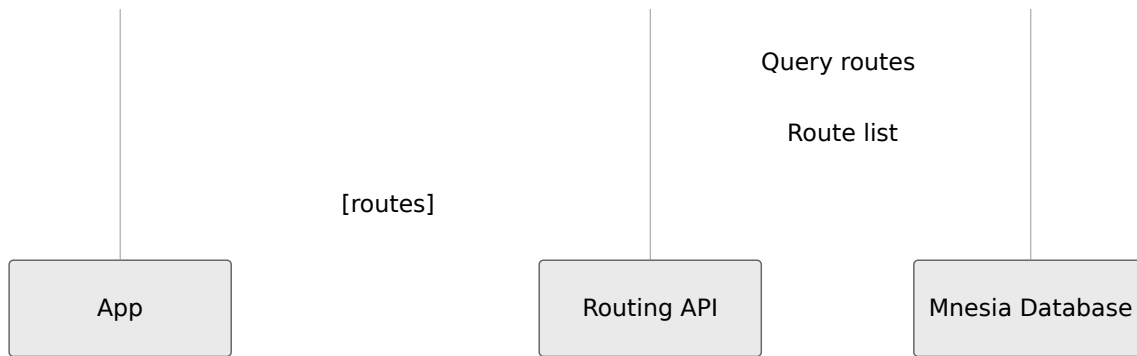 Query routes
Route list
[routes]
App
Routing API
Mnesia Database